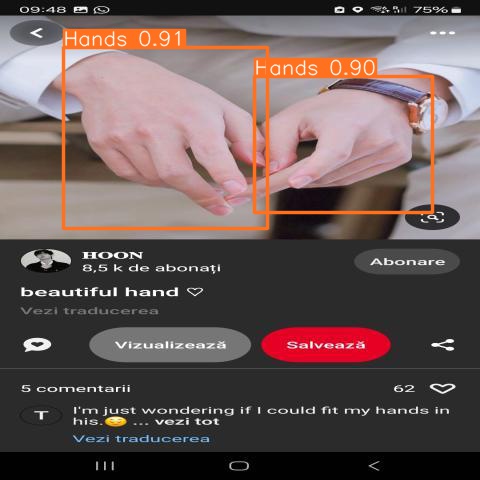 09:48
75%
Hands 0.91
Hands 0.90
HOON
8,5 k de abonați
Abonare
beautiful hand ♡
Vezi traducerea
Vizualizează
Salvează
5 comentarii
62
T
I'm just wondering if I could fit my hands in
his.😏 ... vezi tot
Vezi traducerea